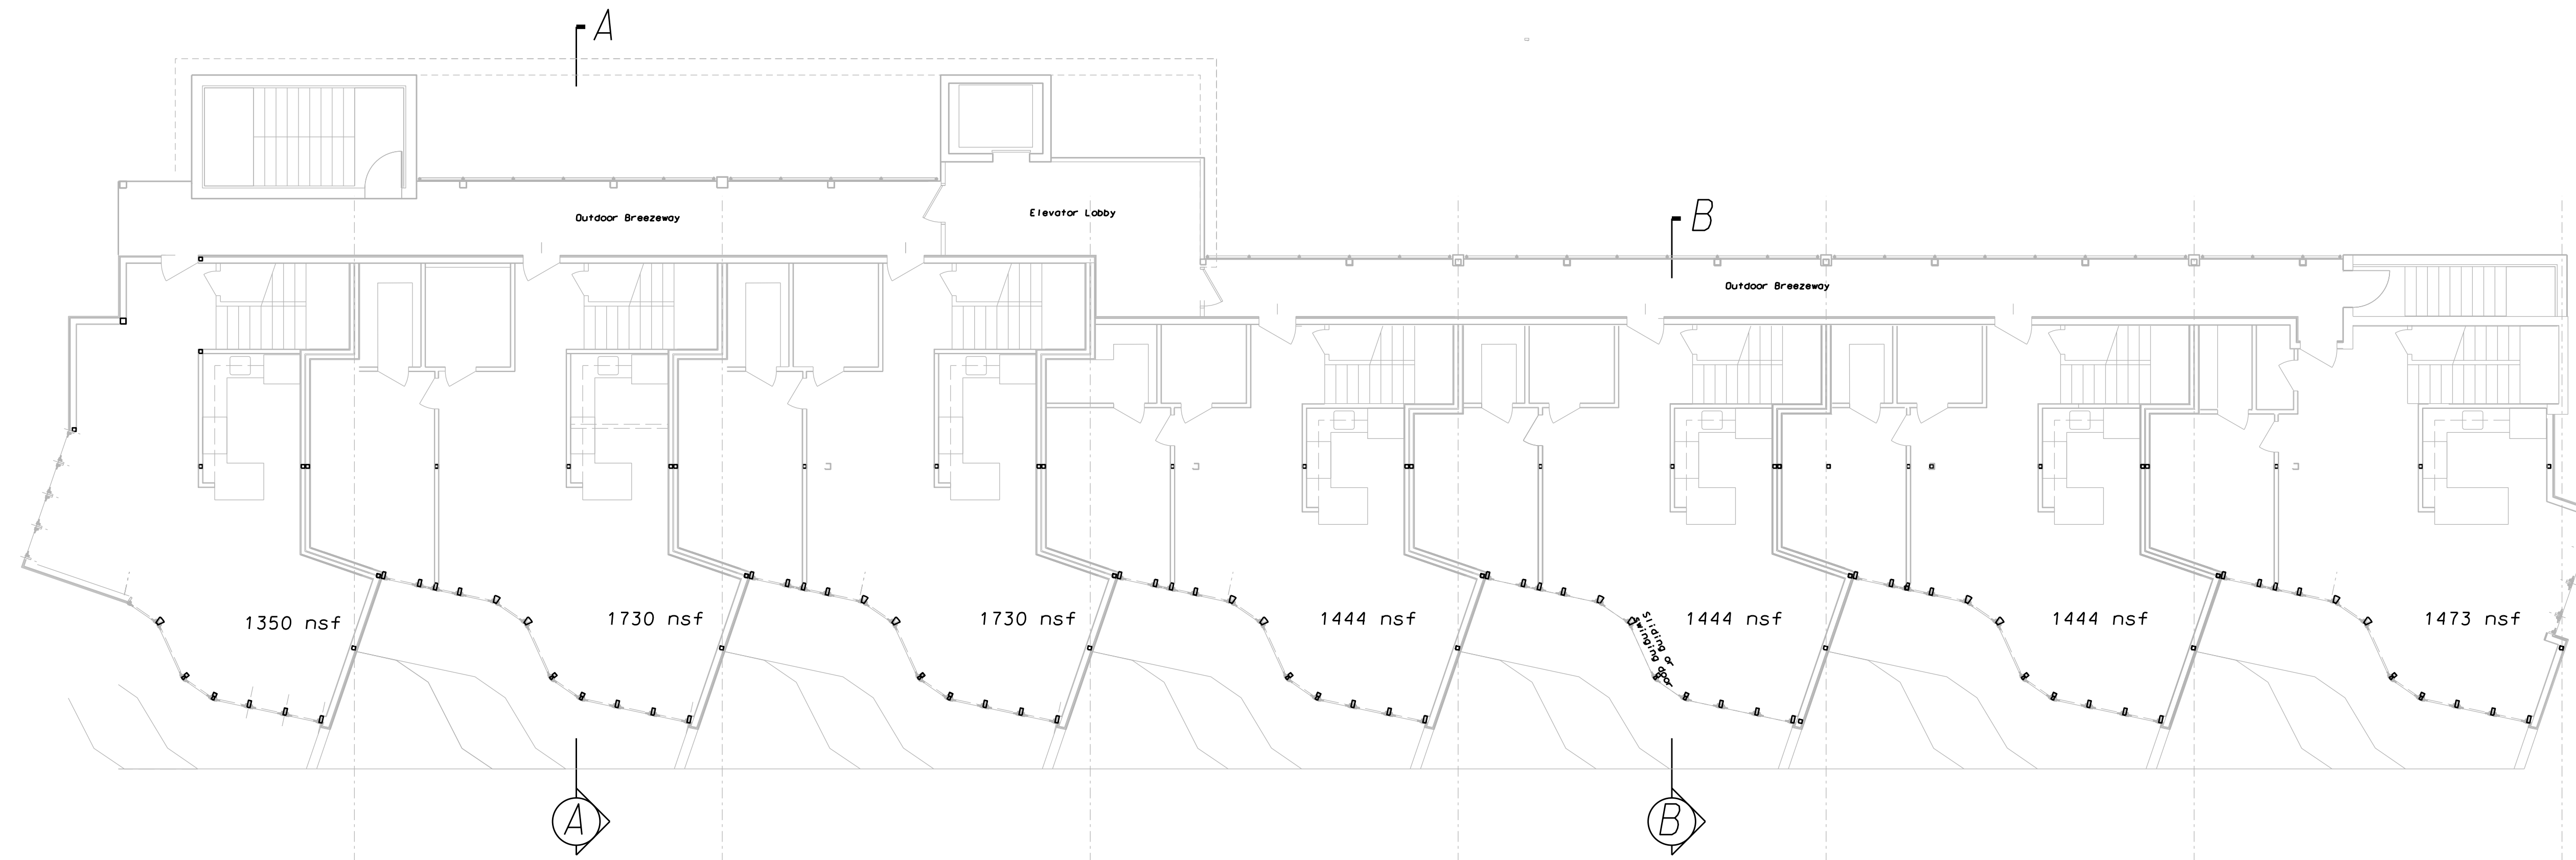 A
B
Outdoor Breezeway
Elevator Lobby
Outdoor Breezeway
1350 nsf
1730 nsf
1730 nsf
1444 nsf
1444 nsf
1444 nsf
1473 nsf
Sliding or
swinging door
A
B